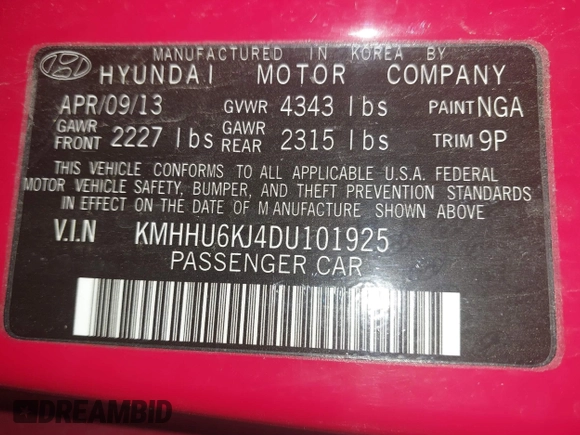 MANUFACTURED IN KOREA BY
HYUNDAI MOTOR COMPANY
APR/09/13 GVWR 4343 lbs PAINT NGA
GAWR FRONT 2227 lbs GAWR REAR 2315 lbs TRIM 9P
THIS VEHICLE CONFORMS TO ALL APPLICABLE U.S.A. FEDERAL
MOTOR VEHICLE SAFETY, BUMPER, AND THEFT PREVENTION STANDARDS
IN EFFECT ON THE DATE OF MANUFACTURE SHOWN ABOVE
V.I.N KMHHU6KJ4DU101925
PASSENGER CAR
DREAMBID